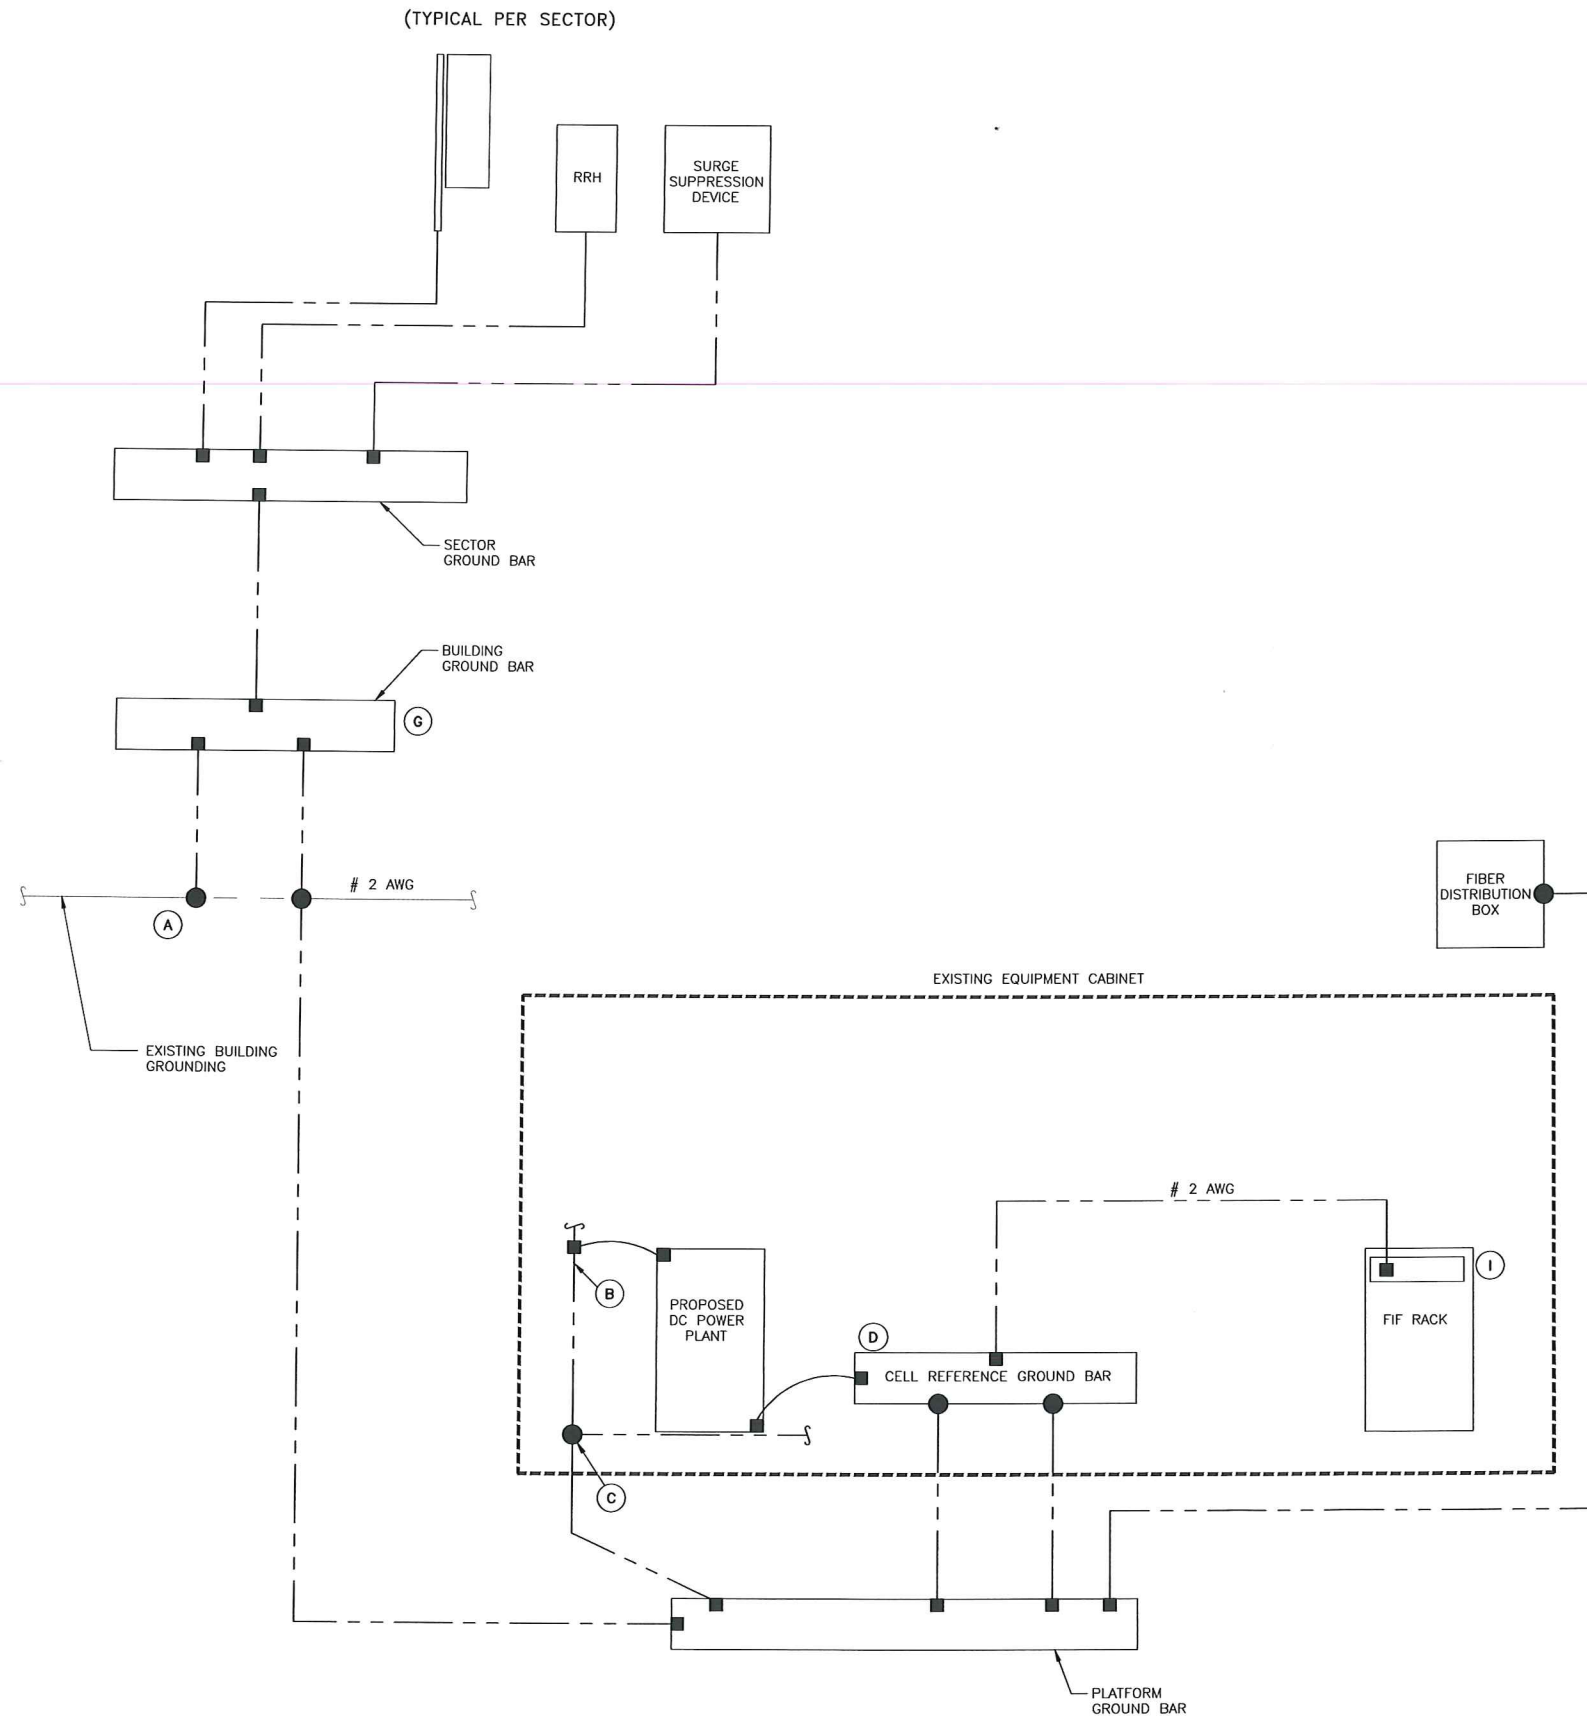 (TYPICAL PER SECTOR)
RRH
SURGE
SUPPRESSION
DEVICE
SECTOR
GROUND BAR
BUILDING
GROUND BAR
G
# 2 AWG
A
FIBER
DISTRIBUTION
BOX
EXISTING EQUIPMENT CABINET
EXISTING BUILDING
GROUNDING
# 2 AWG
B
PROPOSED
DC POWER
PLANT
D
CELL REFERENCE GROUND BAR
I
FIF RACK
C
PLATFORM
GROUND BAR